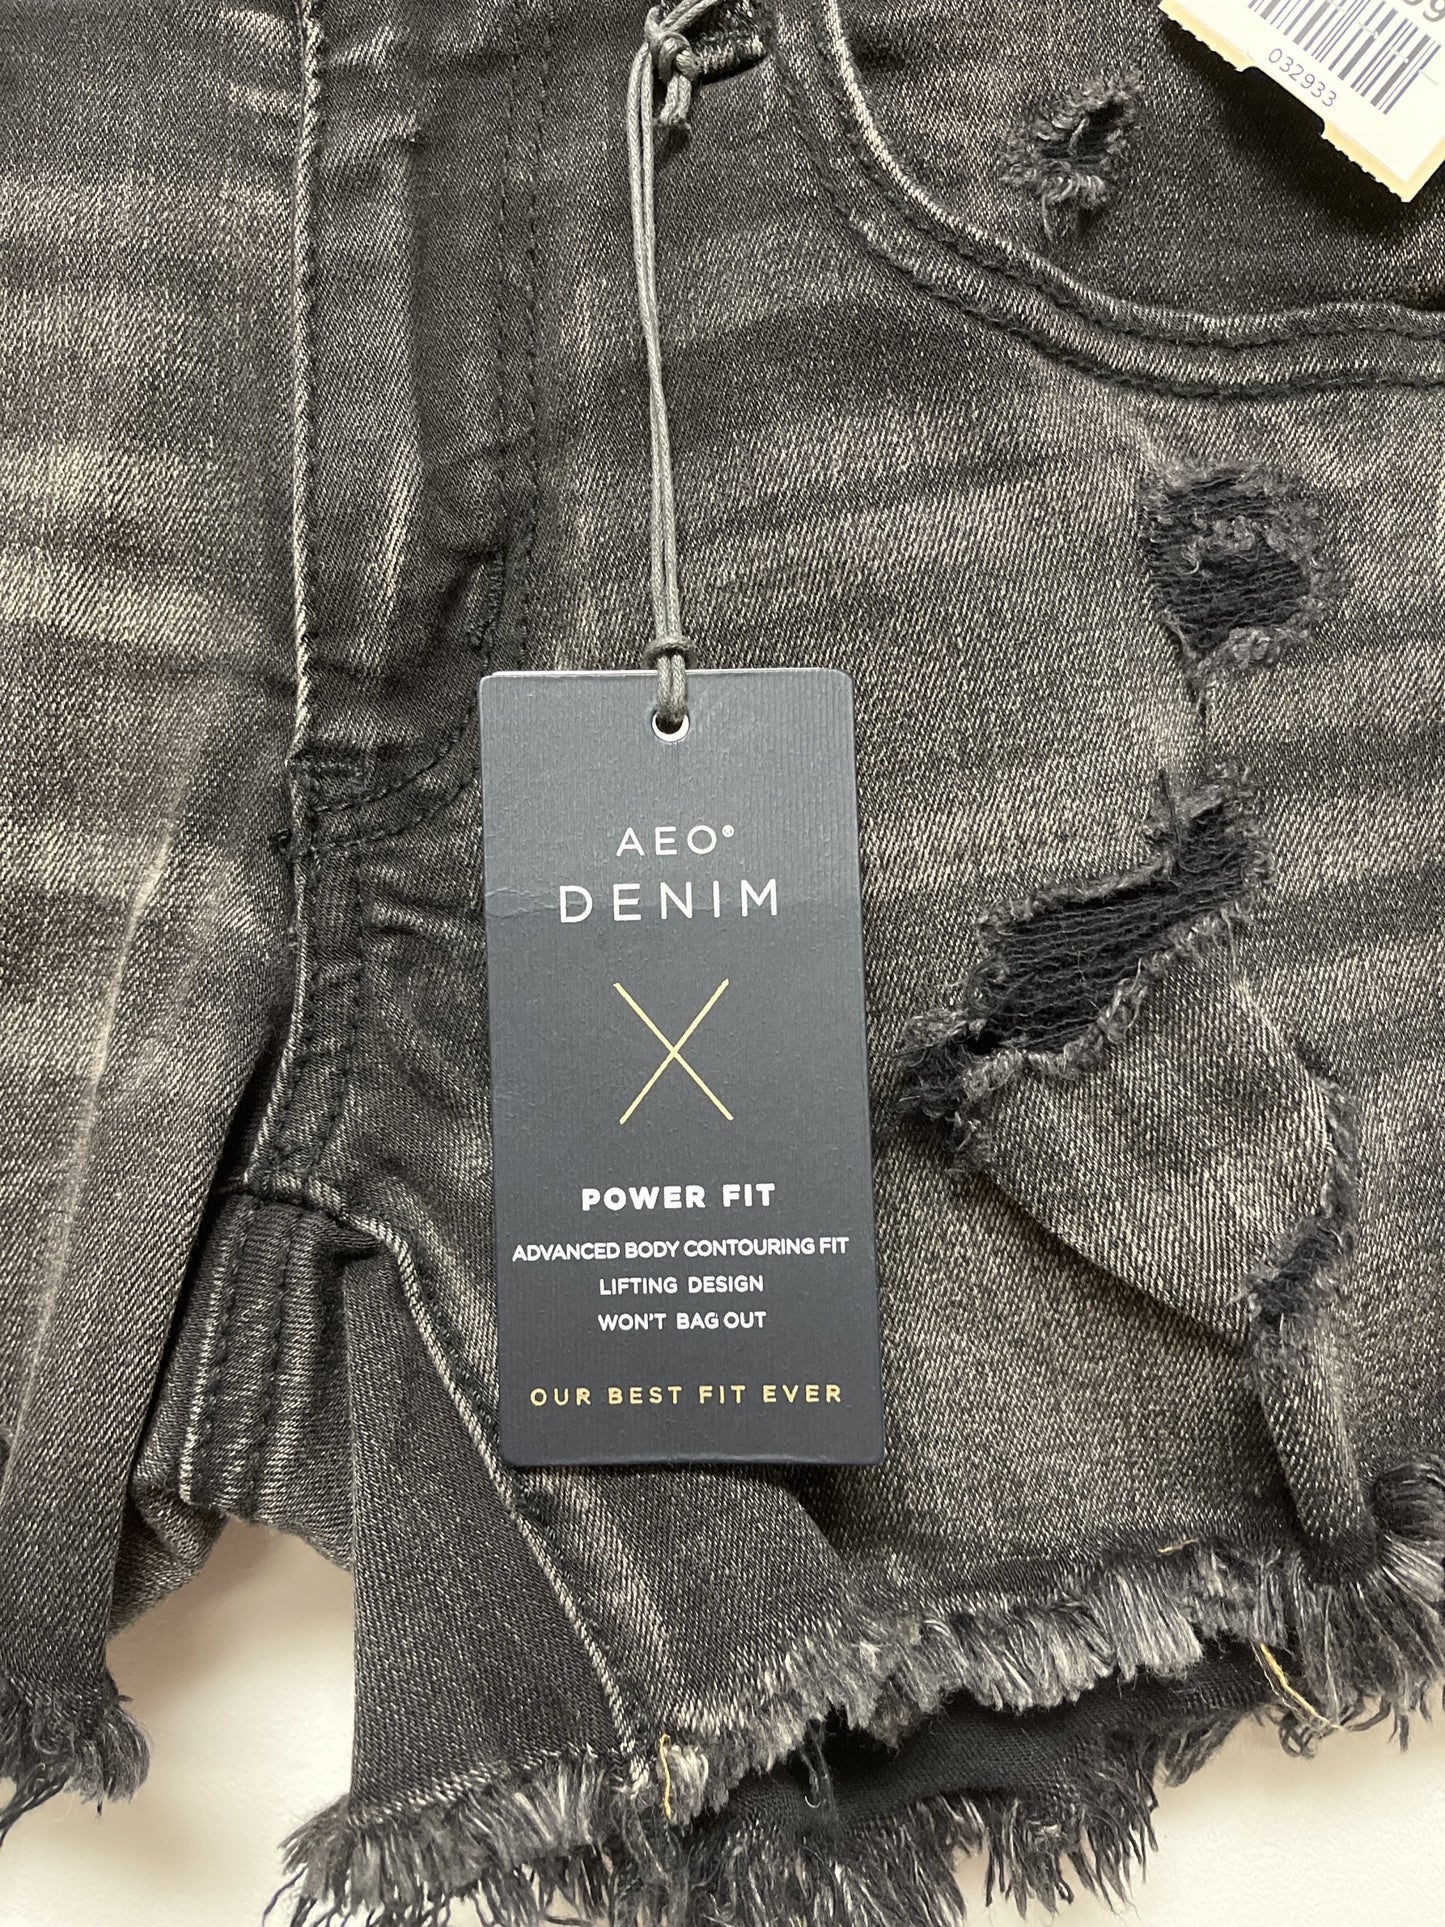 032933
AEO®
DENIM
POWER FIT
ADVANCED BODY CONTOURING FIT
LIFTING DESIGN
WON'T BAG OUT
OUR BEST FIT EVER